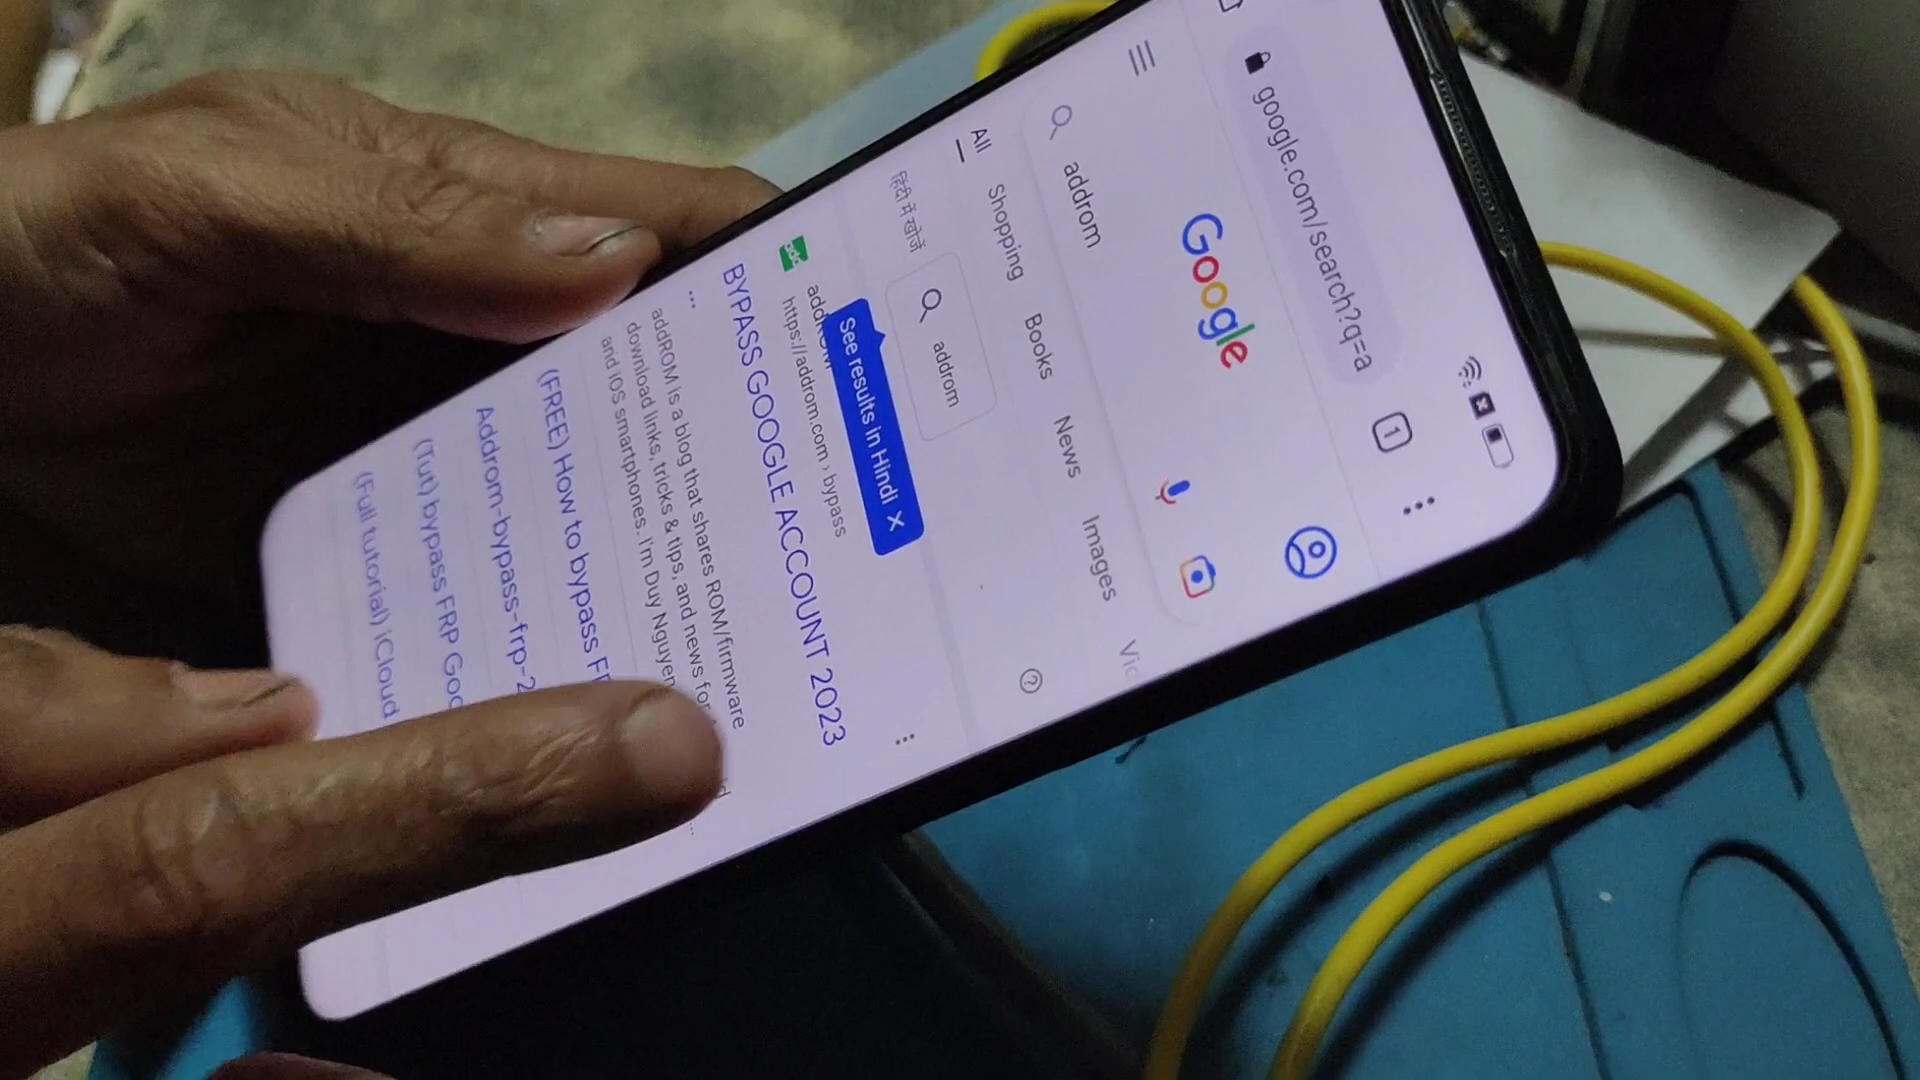 google.com/search?q=a
1
Google
addrom
All Shopping Books News Images
हिंदी में खोजें
addrom
See results in Hindi X
https://addrom.com › bypass
BYPASS GOOGLE ACCOUNT 2023
...
addROM is a blog that shares ROM/firmware
download links, tricks & tips, and news for
and iOS smartphones. I'm Duy Nguyen
(FREE) How to bypass
Addrom-bypass-frp-2
(Tut) bypass FRP Goo
(Full tutorial) iCloud